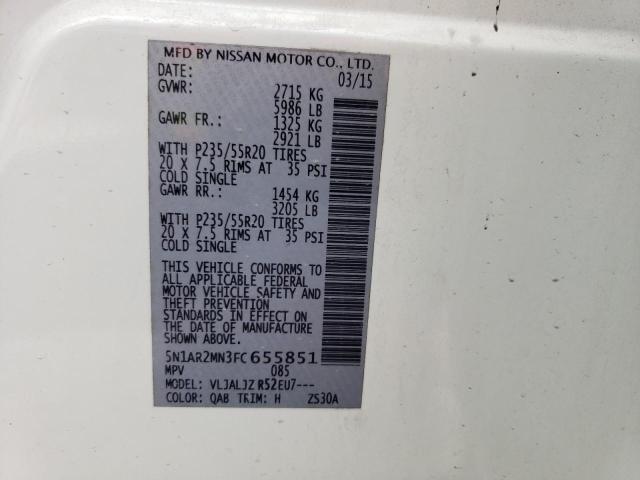 MFD BY NISSAN MOTOR CO., LTD.
DATE: 03/15
GVWR: 2715 KG
5986 LB
GAWR FR.: 1325 KG
2921 LB
WITH P235/55R20 TIRES
20 X 7.5 RIMS AT 35 PSI
COLD SINGLE
GAWR RR.: 1454 KG
3205 LB
WITH P235/55R20 TIRES
20 X 7.5 RIMS AT 35 PSI
COLD SINGLE
THIS VEHICLE CONFORMS TO
ALL APPLICABLE FEDERAL
MOTOR VEHICLE SAFETY AND
THEFT PREVENTION
STANDARDS IN EFFECT ON
THE DATE OF MANUFACTURE
SHOWN ABOVE.
5N1AR2MN3FC655851
MPV 085
MODEL: VLJALJZ R52EU7---
COLOR: QAB TRIM: H ZS30A